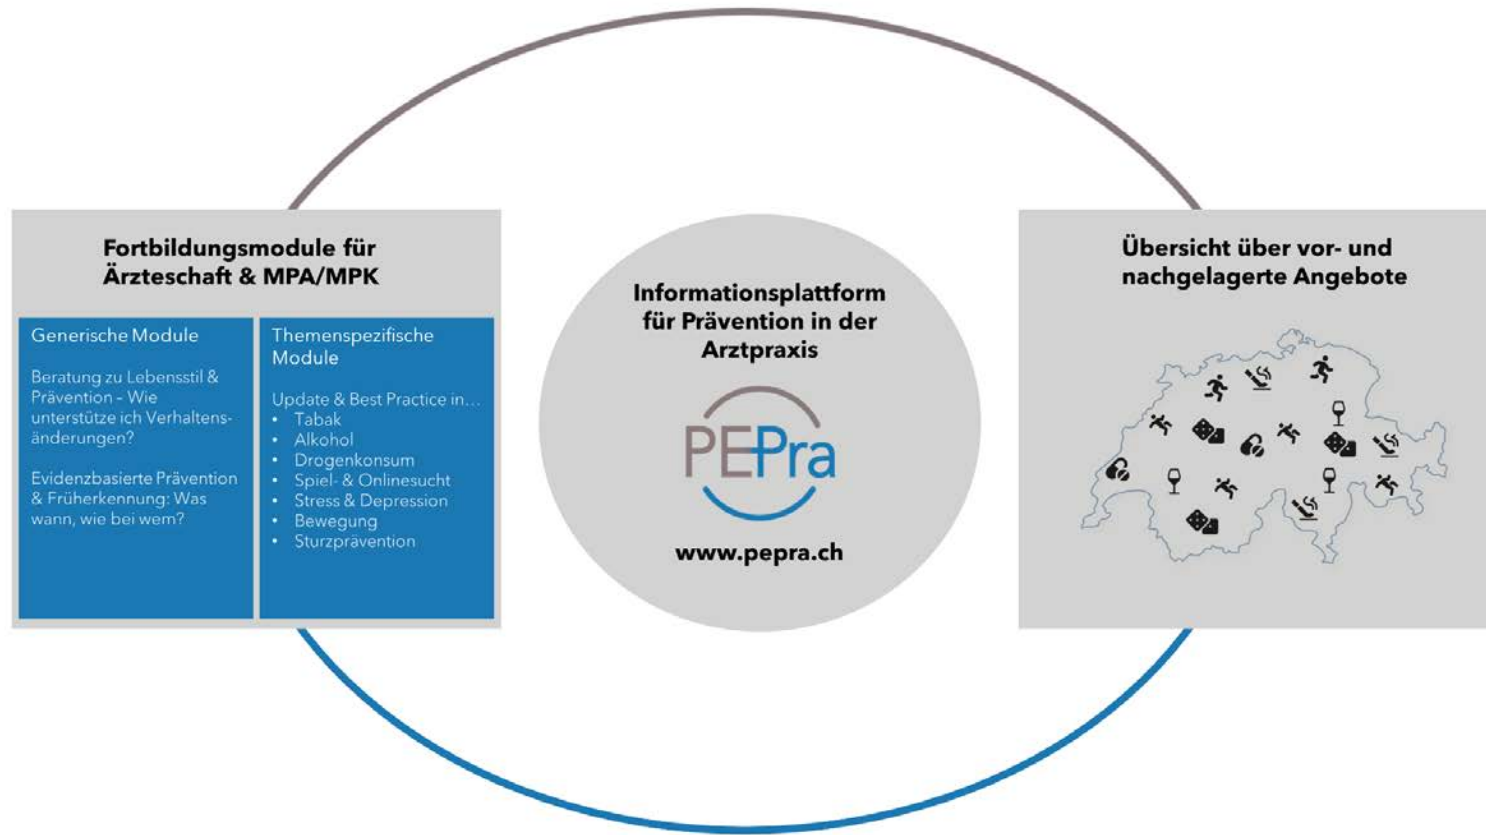 Fortbildungsmodule für
Ärzteschaft & MPA/MPK
Generische Module
Beratung zu Lebensstil &
Prävention – Wie
unterstütze ich Verhaltens-
änderungen?
Evidenzbasierte Prävention
& Früherkennung: Was
wann, wie bei wem?
Themenspezifische
Module
Update & Best Practice in…
• Tabak
• Alkohol
• Drogenkonsum
• Spiel- & Onlinesucht
• Stress & Depression
• Bewegung
• Sturzprävention
Informationsplattform
für Prävention in der
Arztpraxis
PEPra
www.pepra.ch
Übersicht über vor- und
nachgelagerte Angebote